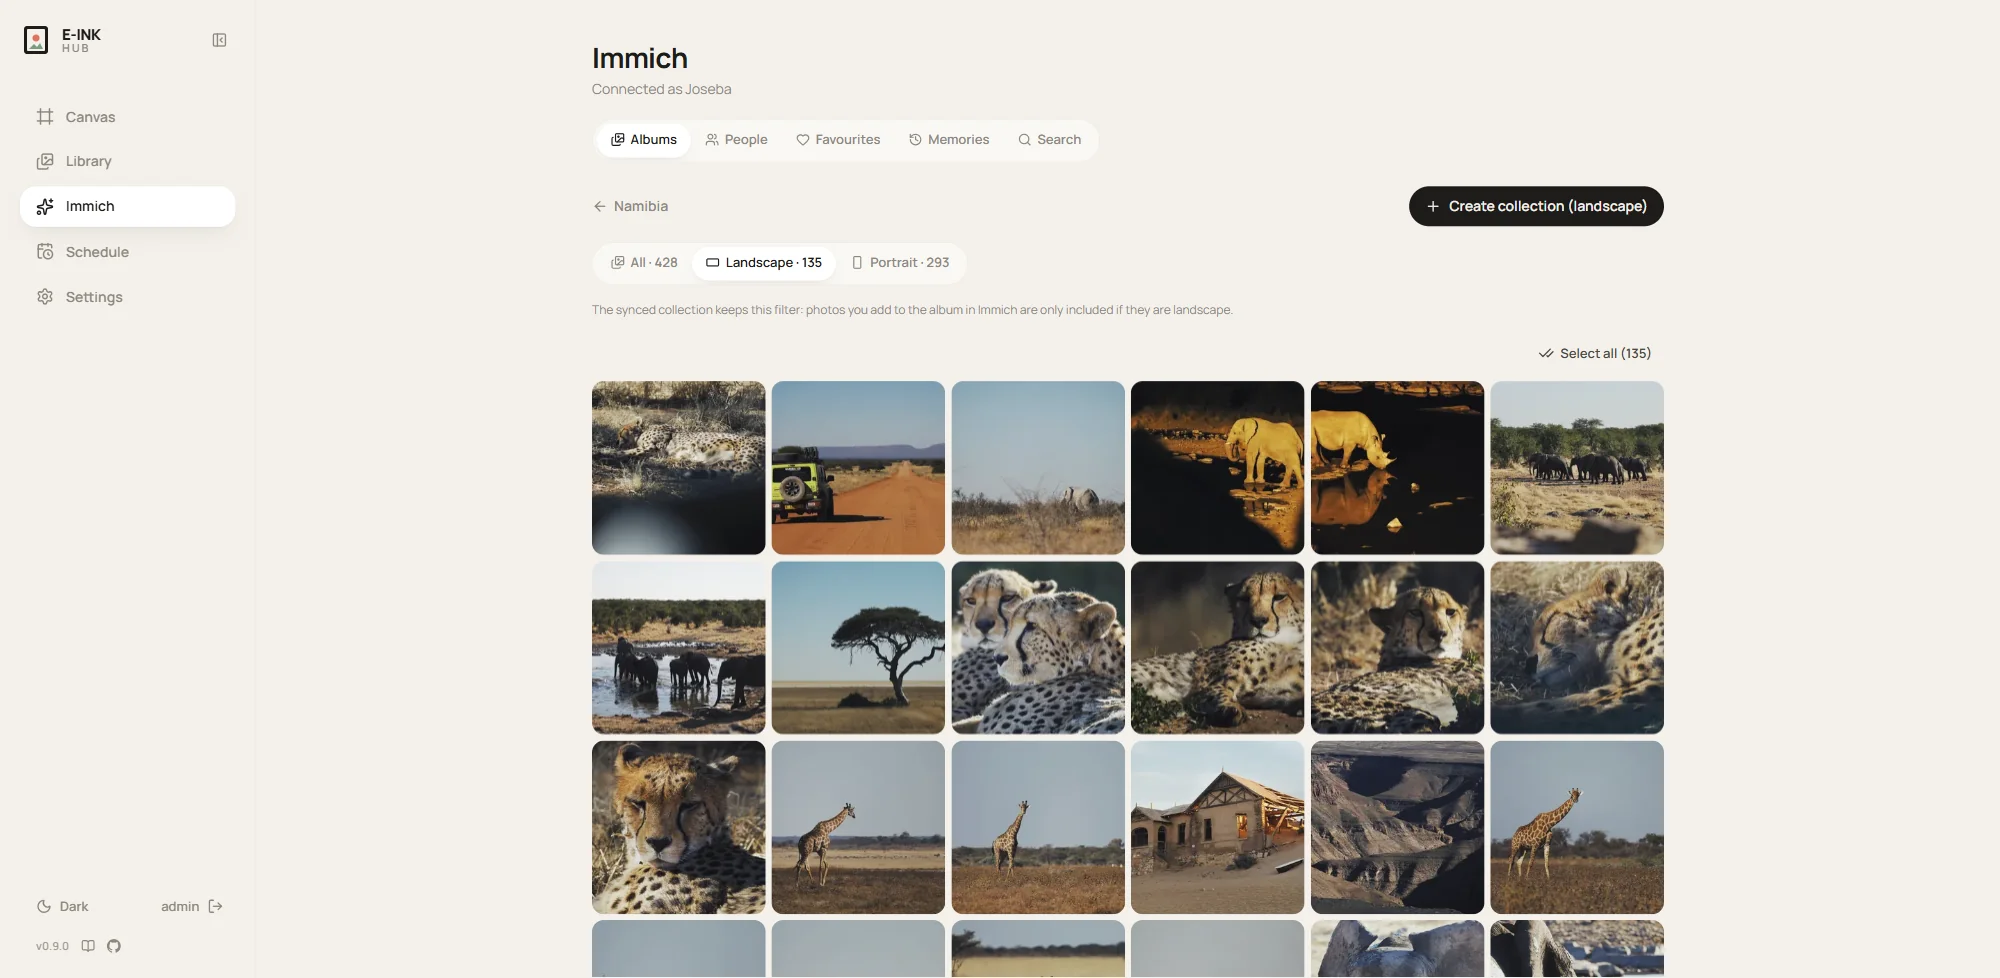 E-INK
HUB
Canvas
Library
Immich
Schedule
Settings
Dark
admin
v0.9.0
Immich
Connected as Joseba
Albums
People
Favourites
Memories
Search
Namibia
Create collection (landscape)
All · 428
Landscape · 135
Portrait · 293
The synced collection keeps this filter: photos you add to the album in Immich are only included if they are landscape.
Select all (135)